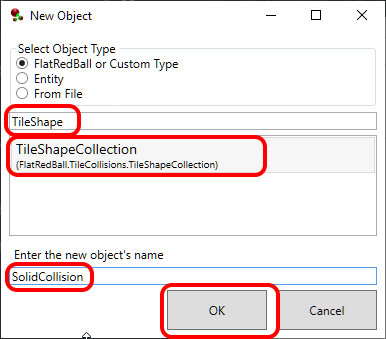 New Object
Select Object Type
FlatRedBall or Custom Type
Entity
From File
TileShape
TileShapeCollection
(FlatRedBall.TileCollisions.TileShapeCollection)
Enter the new object's name
SolidCollision
OK
Cancel